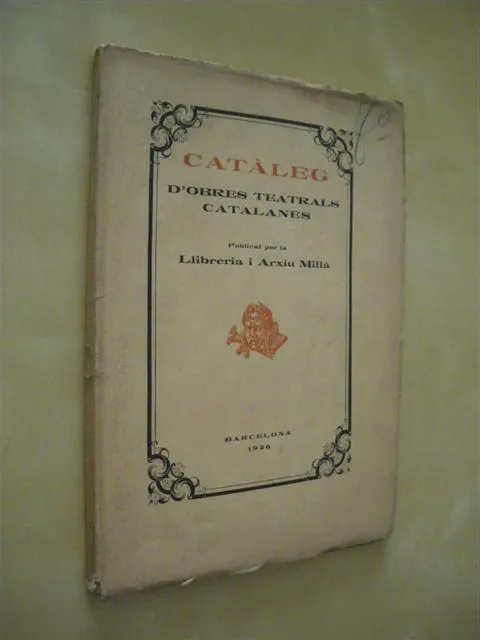 CATÀLEG
D'OBRES TEATRALS
CATALANES
Publicat per la
Llibreria i Arxiu Millà
BARCELONA
1926